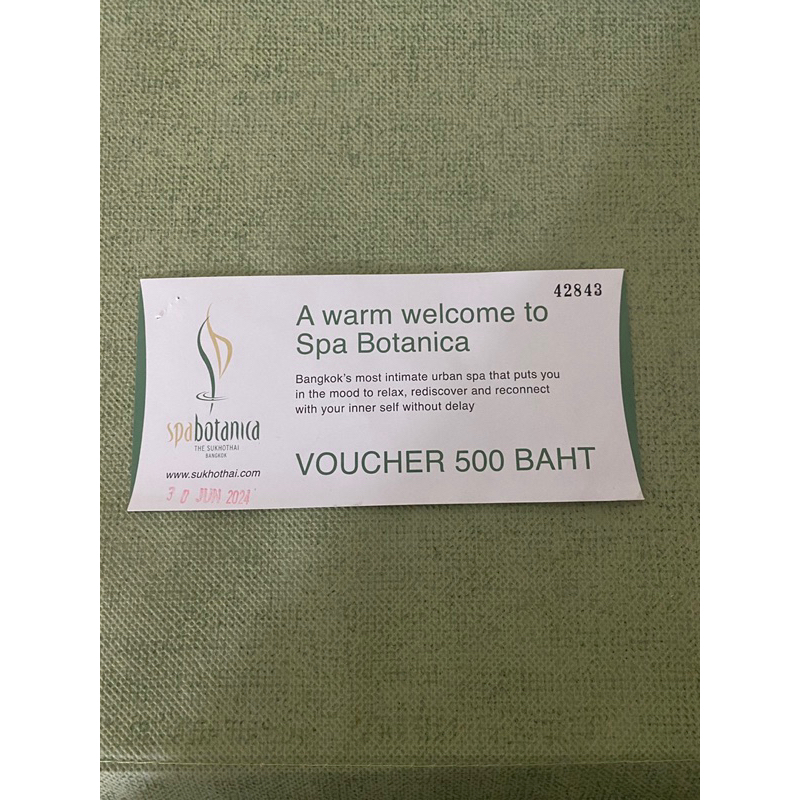 42843
A warm welcome to
Spa Botanica
Bangkok's most intimate urban spa that puts you
in the mood to relax, rediscover and reconnect
with your inner self without delay
VOUCHER 500 BAHT
spabotanica
THE SUKHOTHAI
BANGKOK
www.sukhothai.com
30 JUN 2024